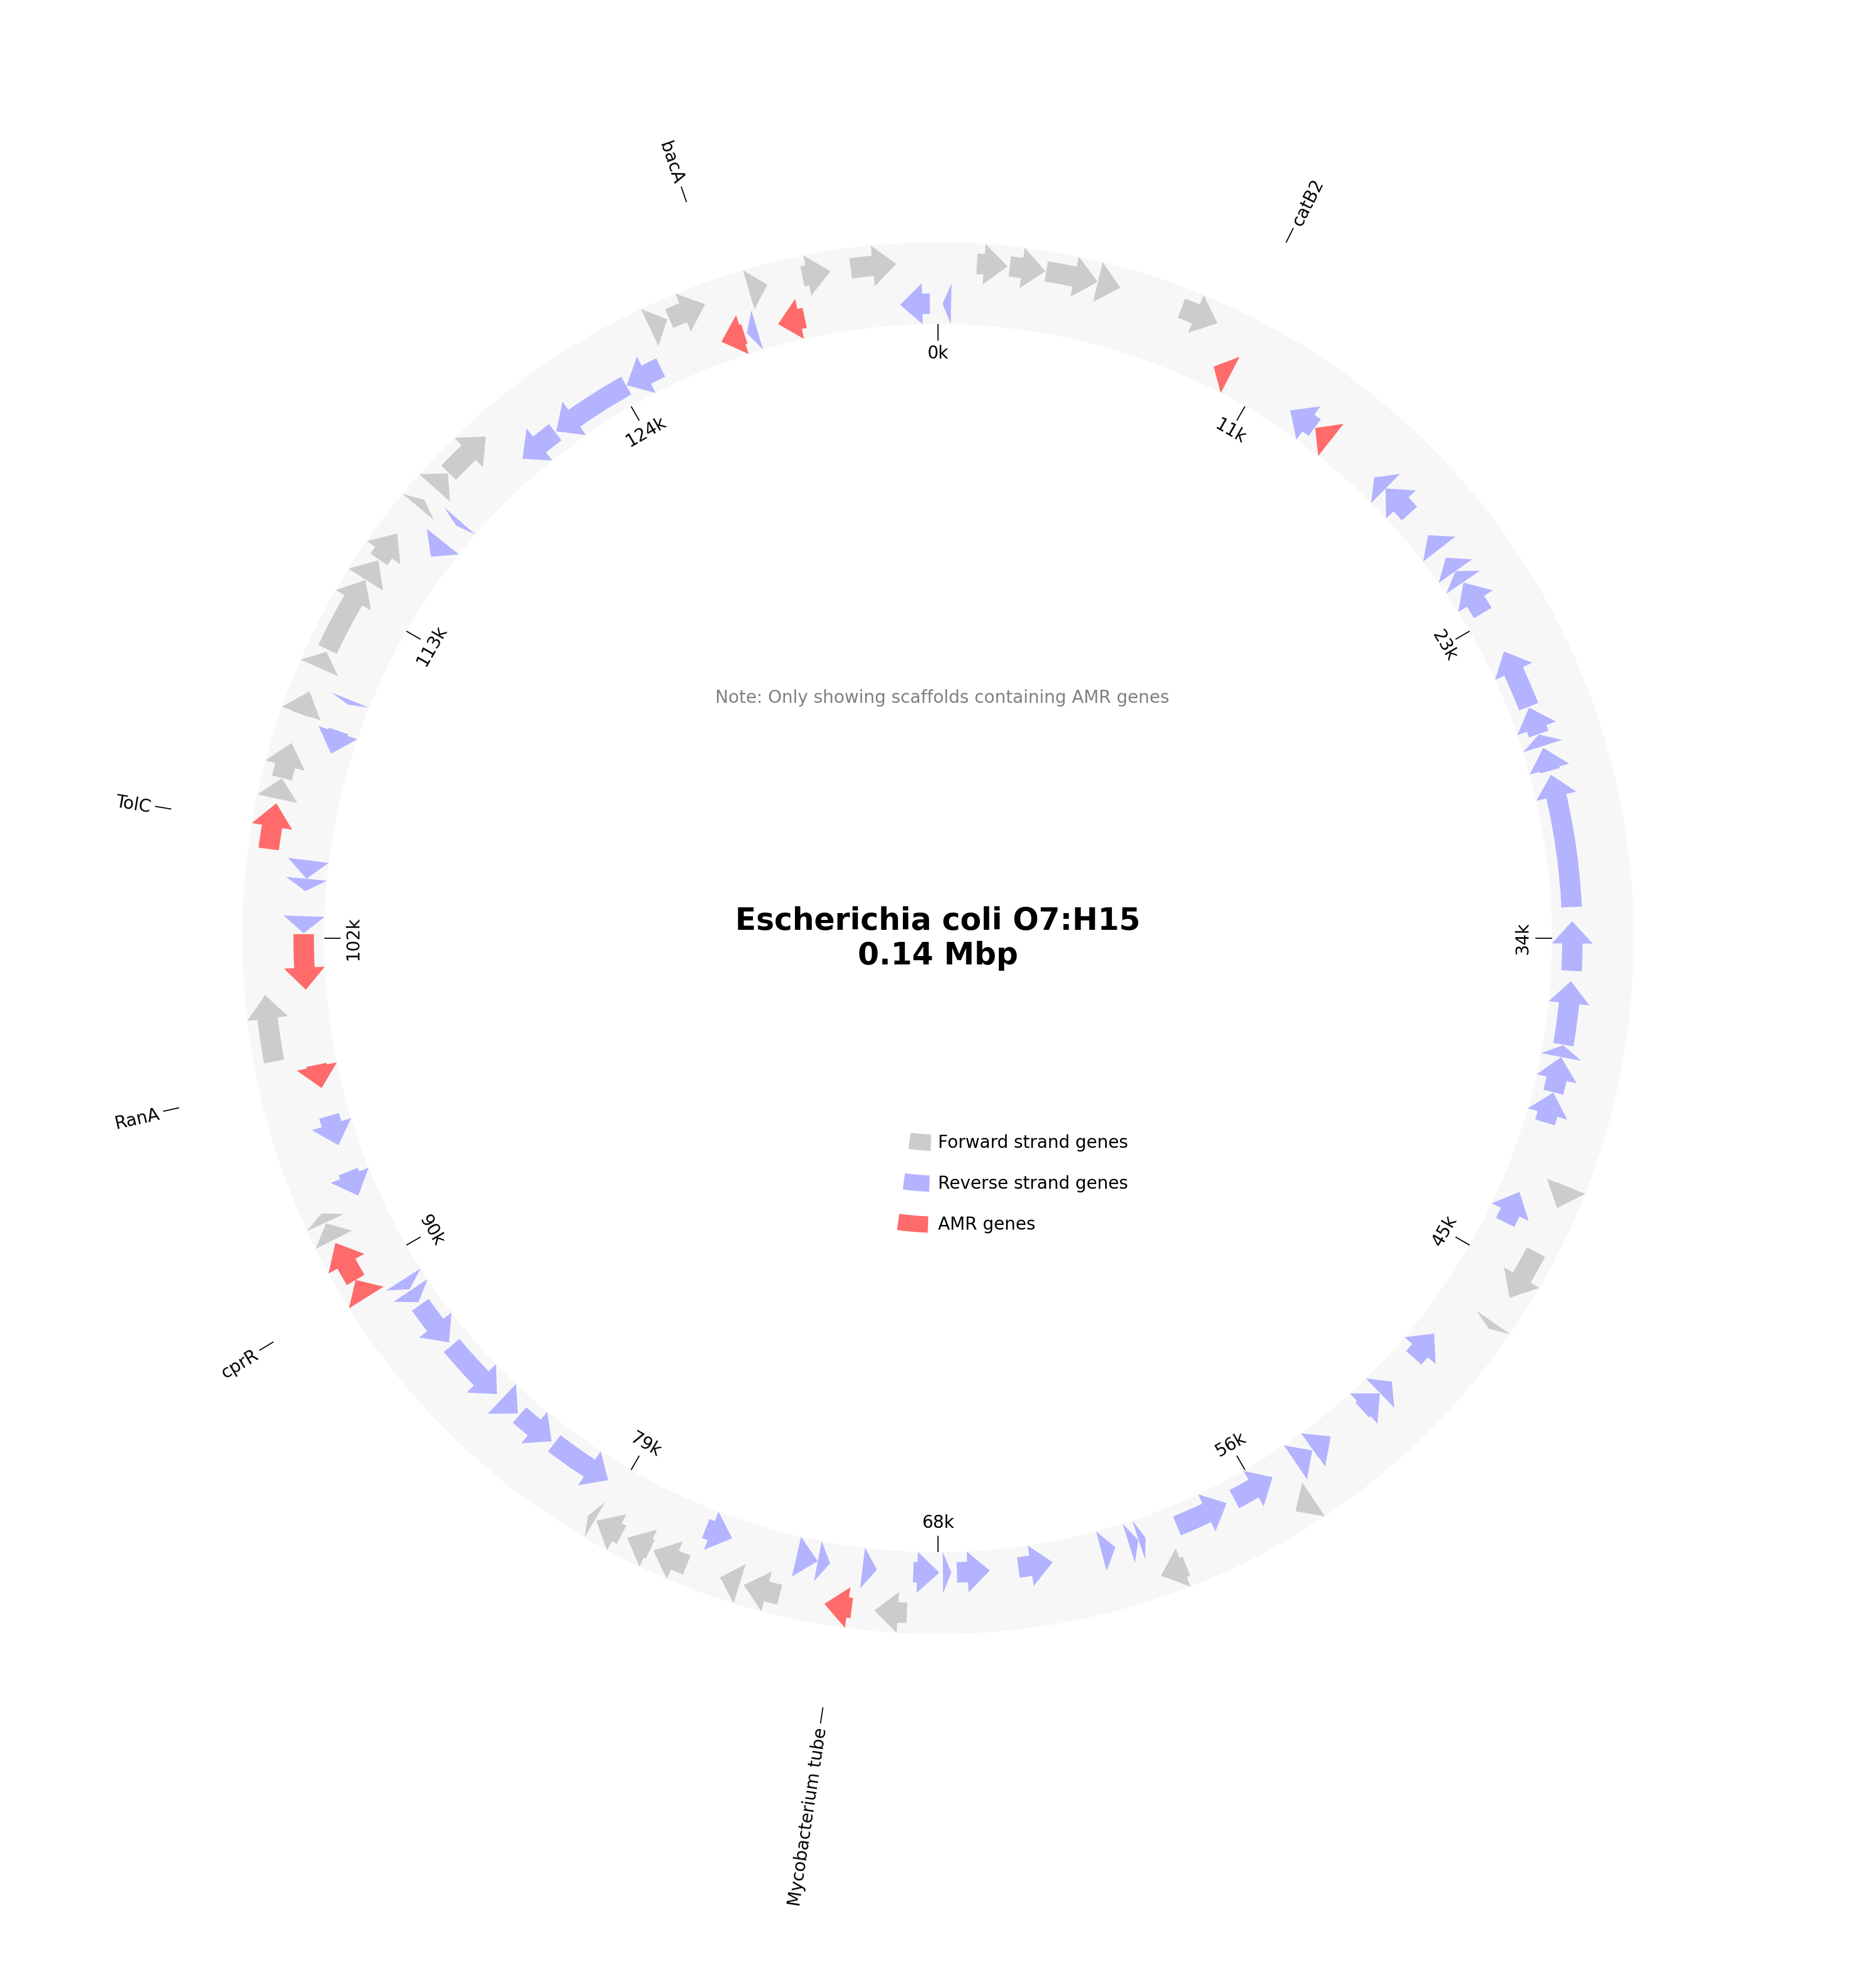 bacA
catB2
0k
124k
11k
113k
23k
Note: Only showing scaffolds containing AMR genes
TolC
Escherichia coli O7:H15
0.14 Mbp
102k
34k
RanA
Forward strand genes
Reverse strand genes
AMR genes
90k
45k
cprR
79k
56k
68k
Mycobacterium tube